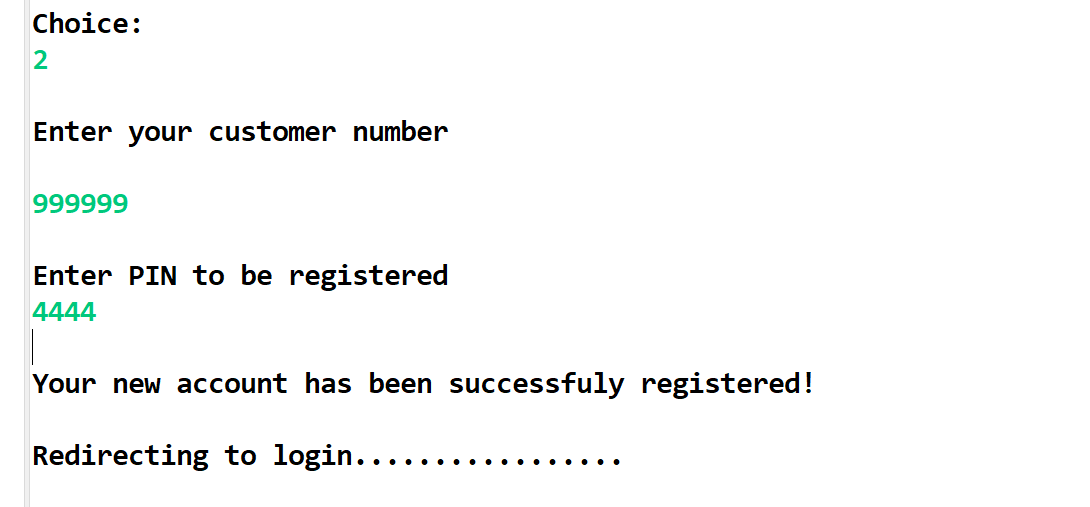 Choice:
2
Enter your customer number
999999
Enter PIN to be registered
4444
Your new account has been successfuly registered!
Redirecting to login.................